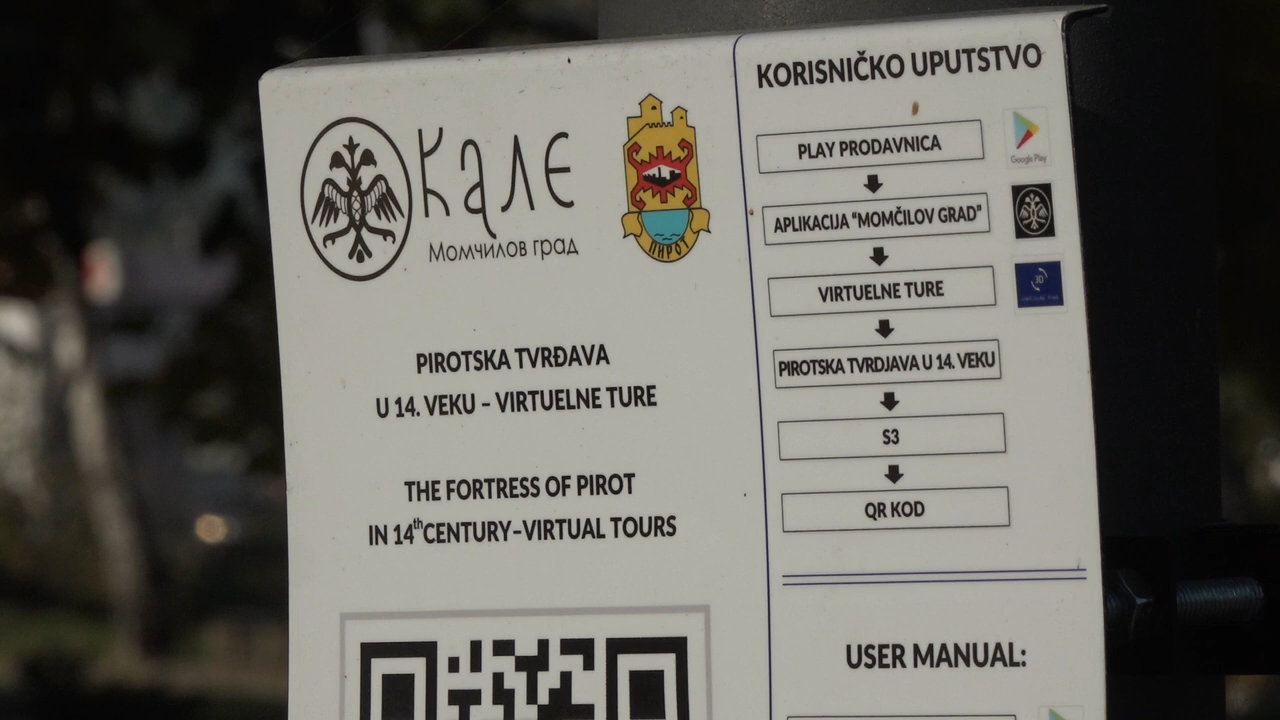 Кале
Момчилов град
ПИРОТ
PIROTSKA TVRĐAVA
U 14. VEKU – VIRTUELNE TURE
THE FORTRESS OF PIROT
IN 14th CENTURY–VIRTUAL TOURS
KORISNIČKO UPUTSTVO
PLAY PRODAVNICA
Google Play
APLIKACIJA “MOMČILOV GRAD”
VIRTUELNE TURE
3D
PIROTSKA TVRDJAVA U 14. VEKU
S3
QR KOD
USER MANUAL: